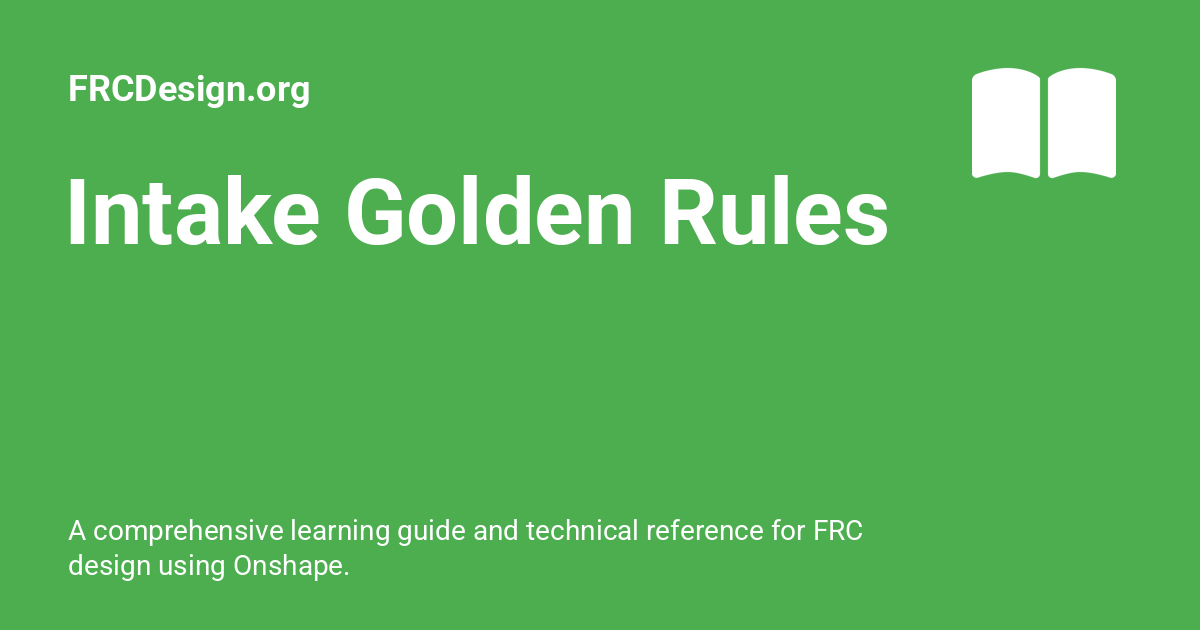 FRCDesign.org
Intake Golden Rules
A comprehensive learning guide and technical reference for FRC
design using Onshape.